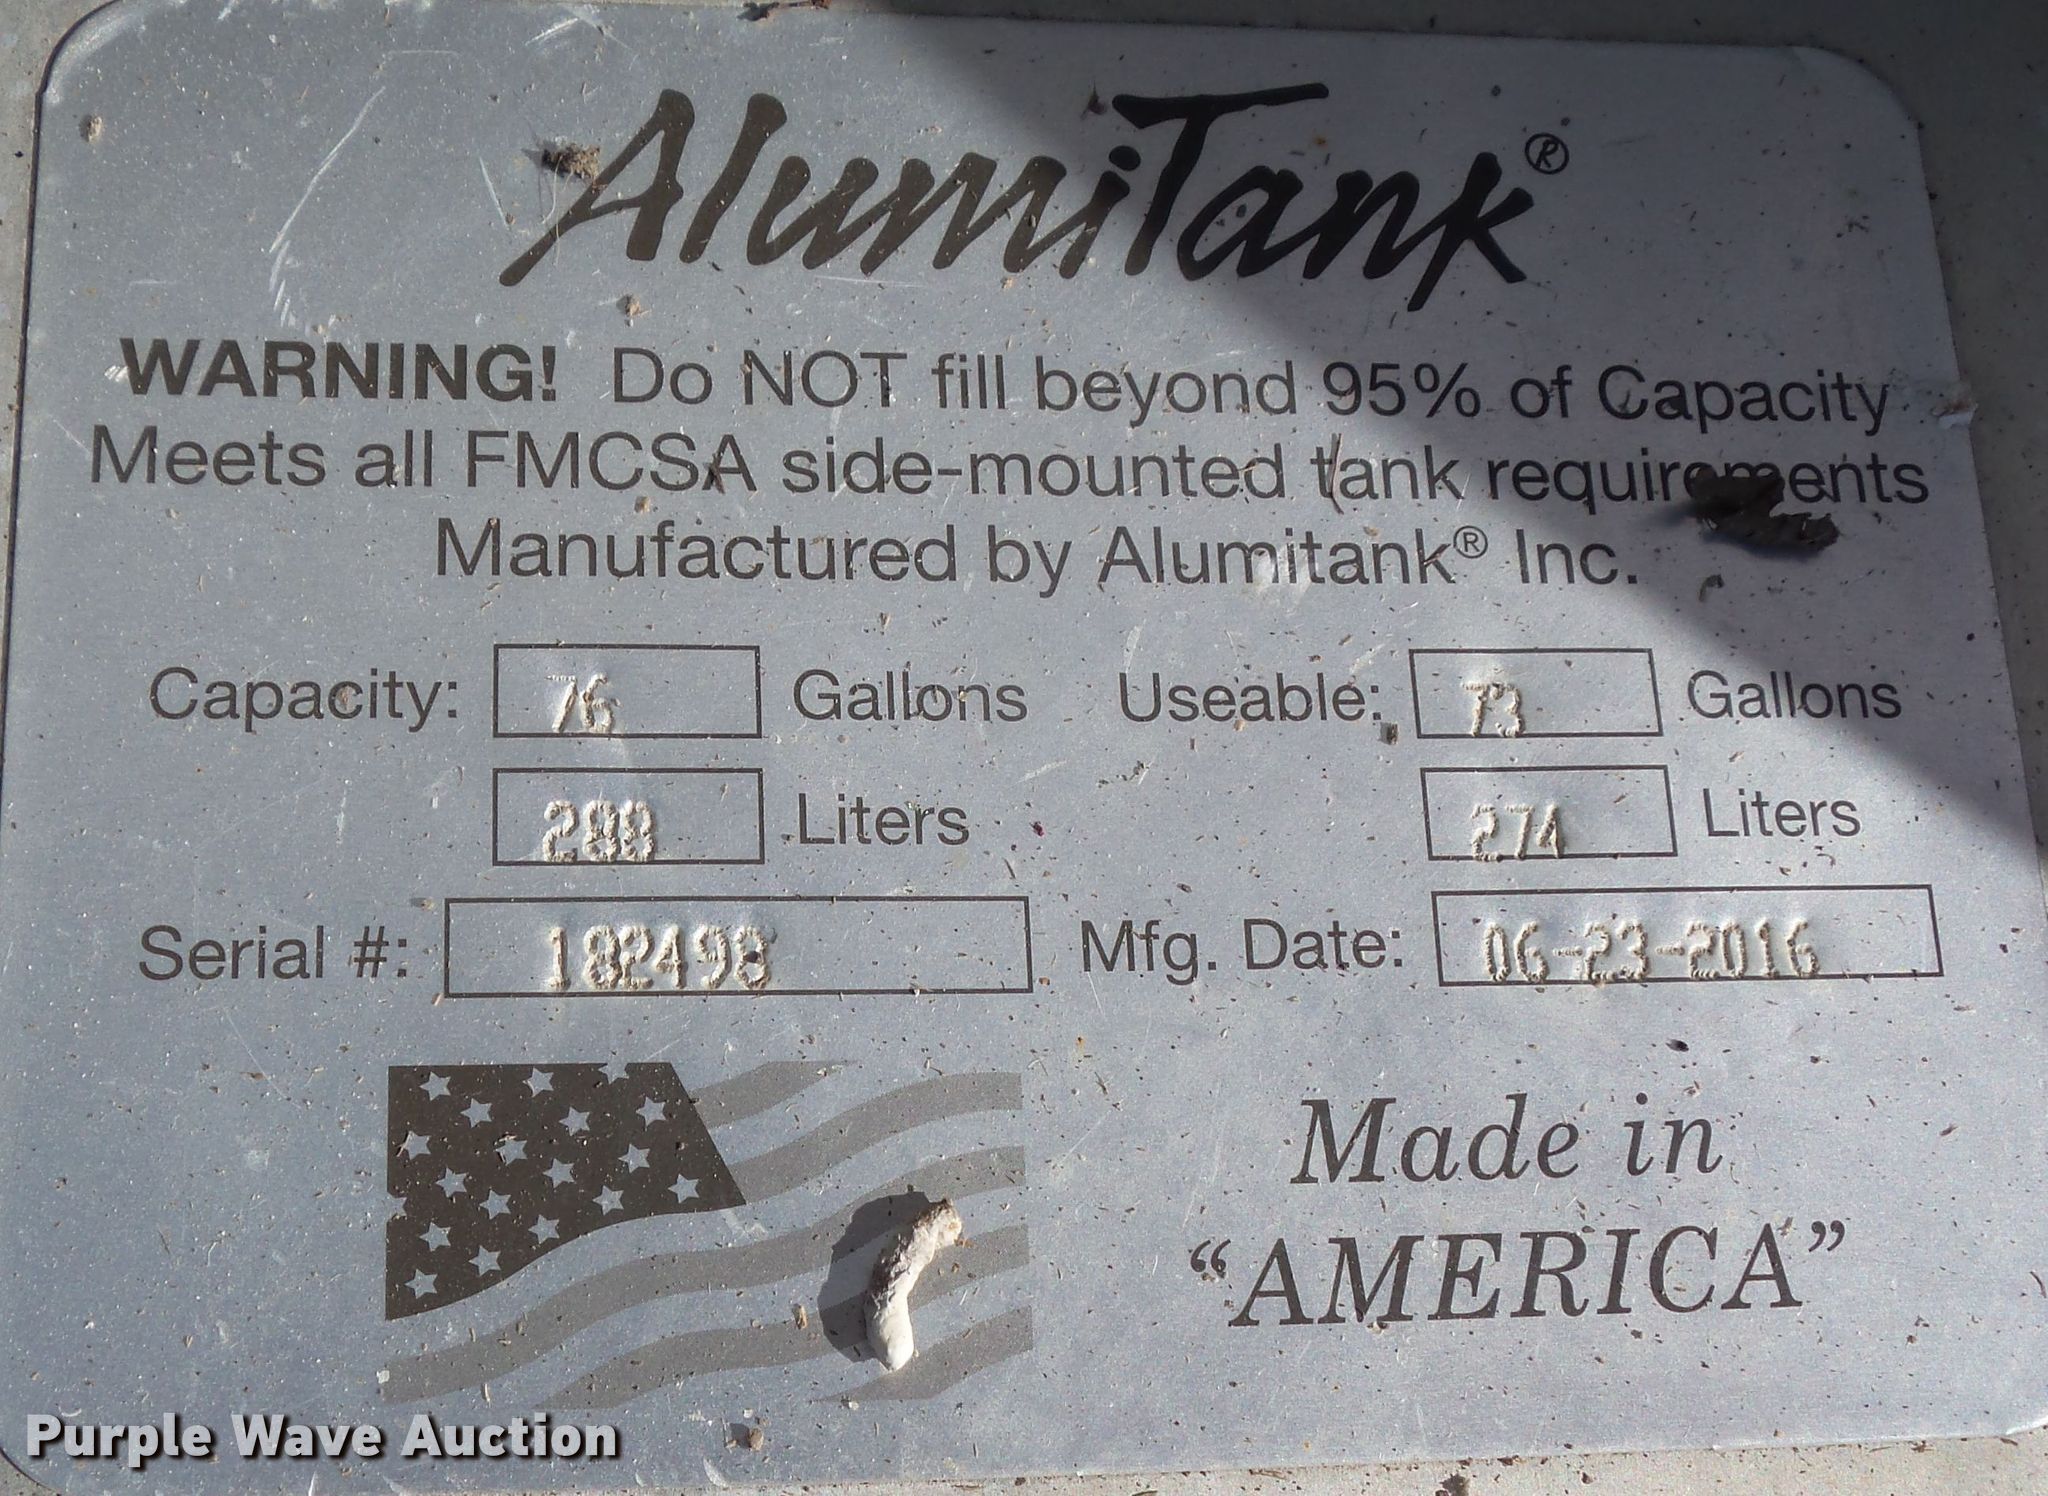 AlumiTank®
WARNING! Do NOT fill beyond 95% of Capacity
Meets all FMCSA side-mounted tank requirements
Manufactured by Alumitank® Inc.
Capacity: 76 Gallons Useable: 73 Gallons
288 Liters 274 Liters
Serial #: 182498 Mfg. Date: 06-23-2016
Made in
“AMERICA”
Purple Wave Auction